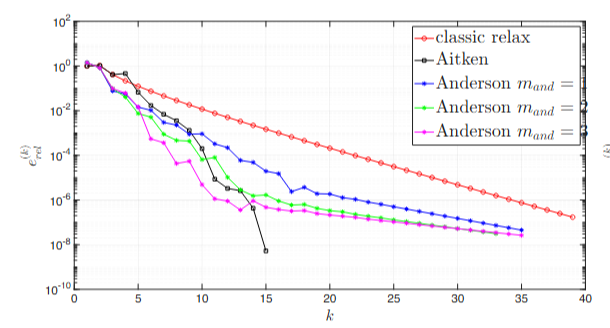 10^2
10^0
10^-2
10^-4
10^-6
10^-8
10^-10
e_rel^(k)
0 5 10 15 20 25 30 35 40
k
classic relax
Aitken
Anderson m_and =
Anderson m_and =
Anderson m_and =
(k)